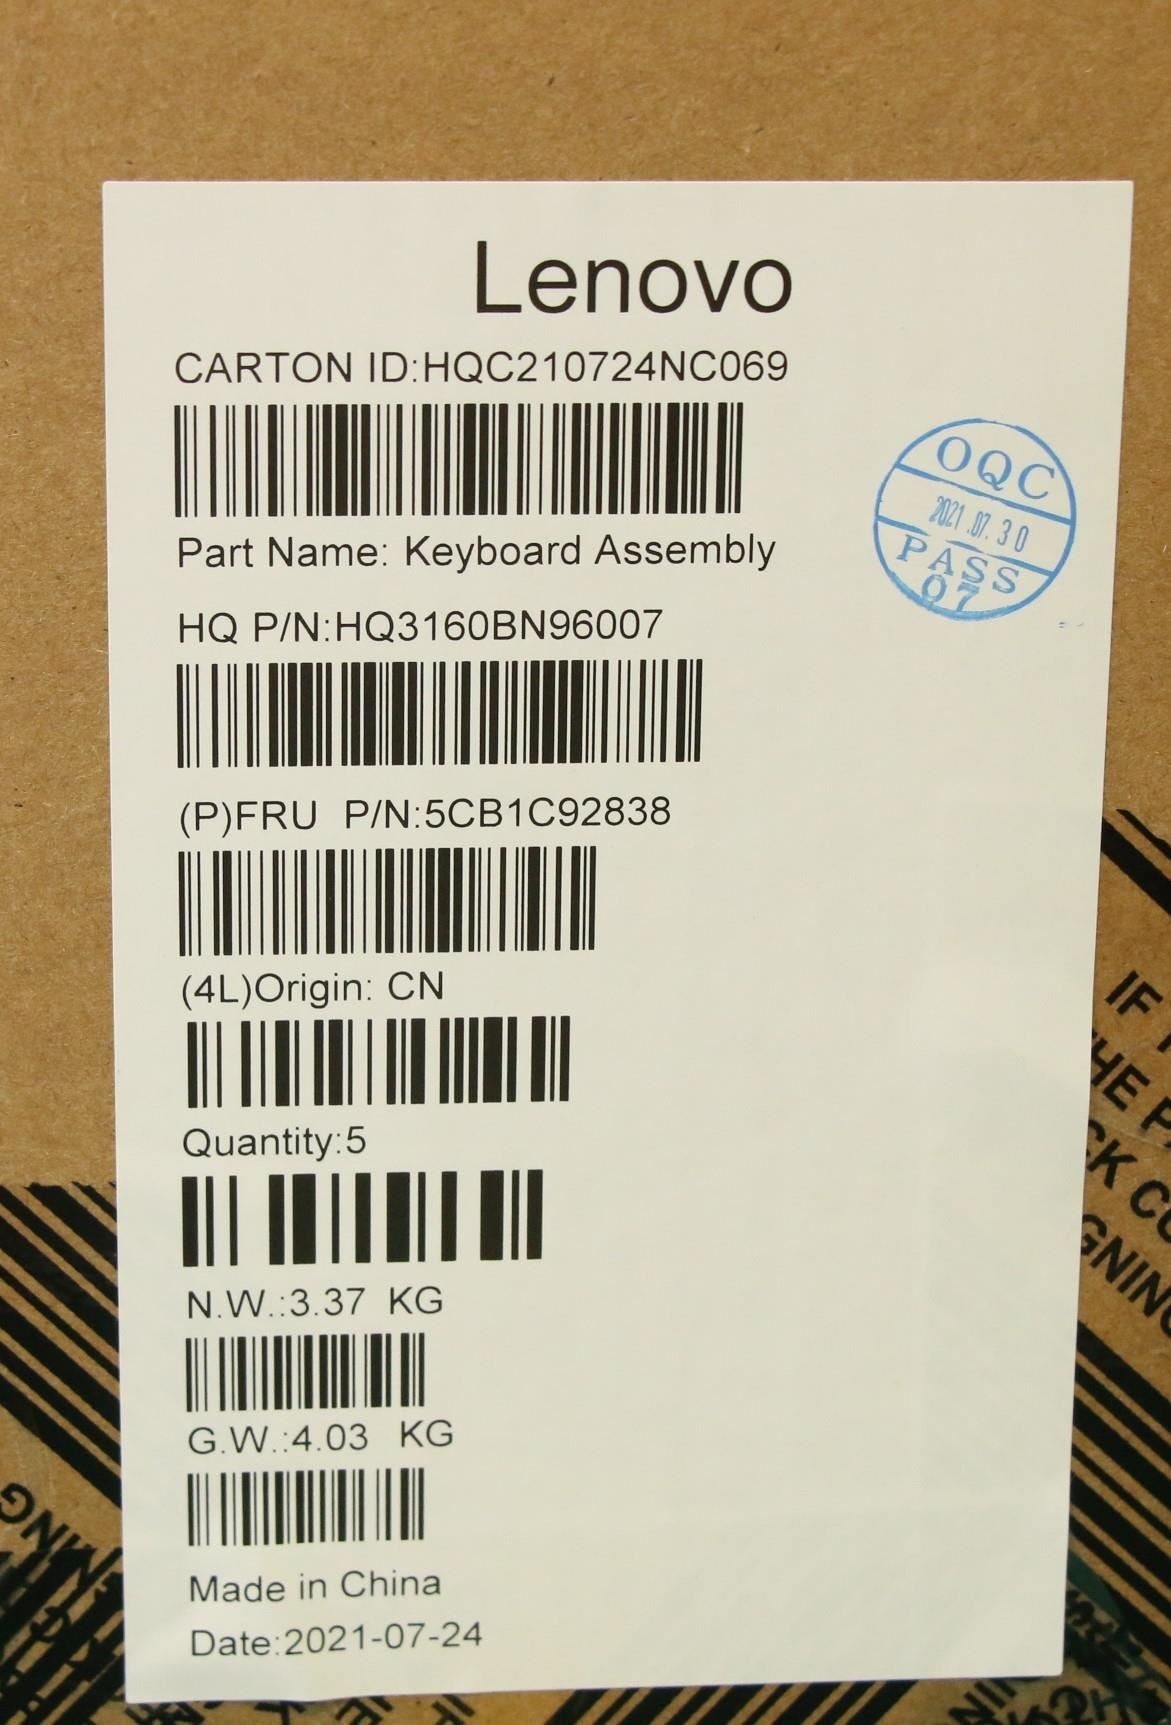 Lenovo
CARTON ID:HQC210724NC069
Part Name: Keyboard Assembly
OQC
2021.07.30
PASS
07
HQ P/N:HQ3160BN96007
(P)FRU P/N:5CB1C92838
(4L)Origin: CN
Quantity:5
N.W.:3.37 KG
G.W.:4.03 KG
Made in China
Date:2021-07-24
IF